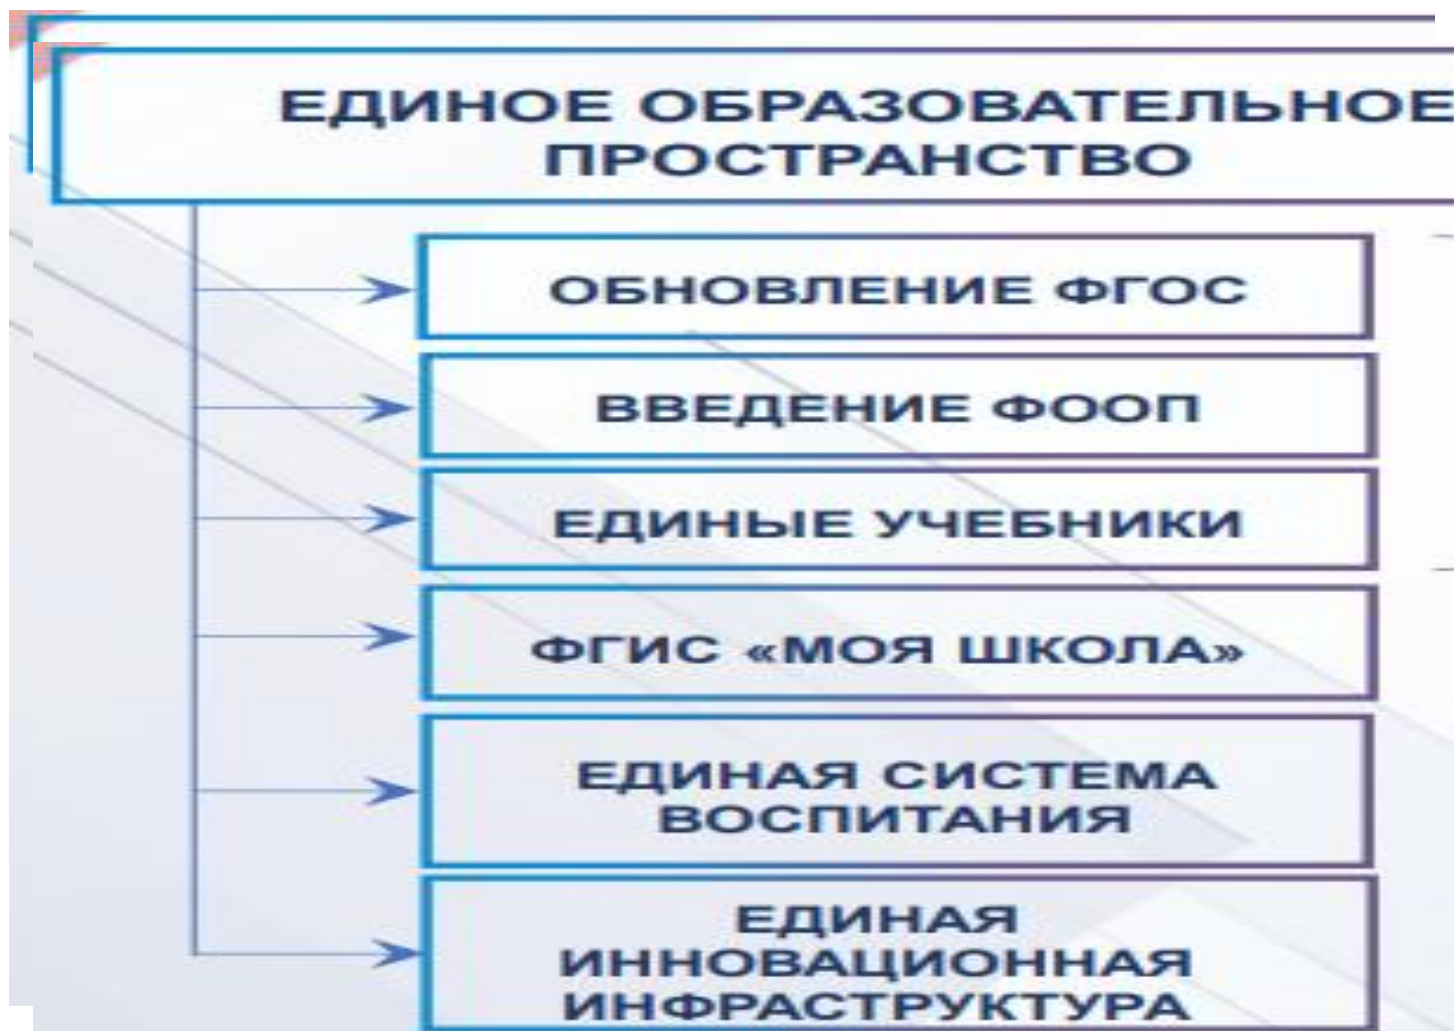 ЕДИНОЕ ОБРАЗОВАТЕЛЬНОЕ
ПРОСТРАНСТВО
ОБНОВЛЕНИЕ ФГОС
ВВЕДЕНИЕ ФООП
ЕДИНЫЕ УЧЕБНИКИ
ФГИС «МОЯ ШКОЛА»
ЕДИНАЯ СИСТЕМА
ВОСПИТАНИЯ
ЕДИНАЯ
ИННОВАЦИОННАЯ
ИНФРАСТРУКТУРА